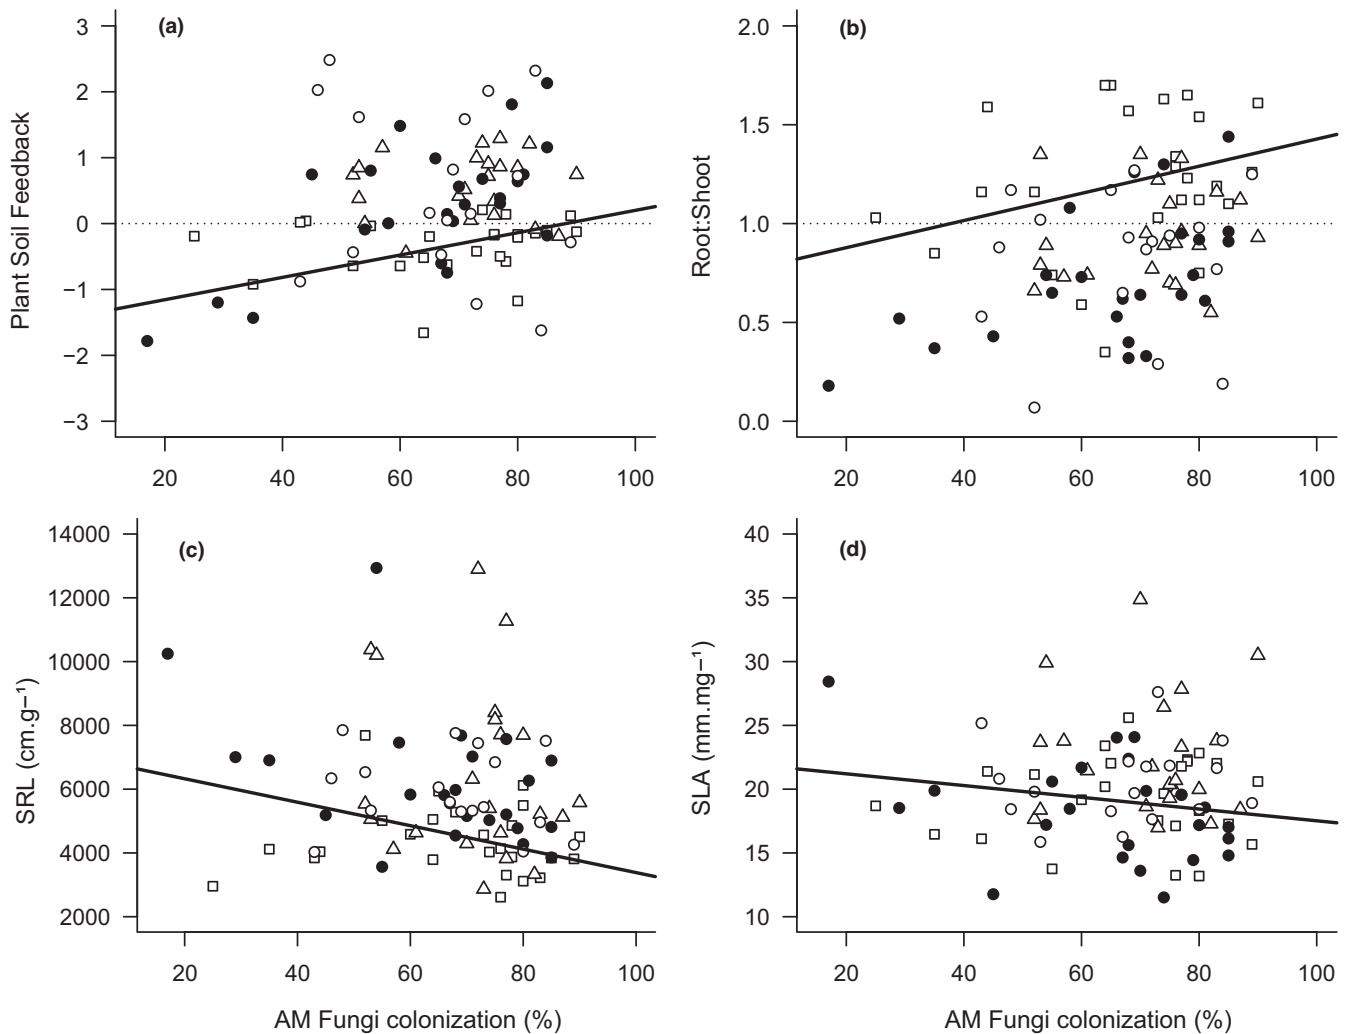 (a)
Plant Soil Feedback
3
2
1
0
−1
−2
−3
20 40 60 80 100
(b)
Root:Shoot
2.0
1.5
1.0
0.5
0.0
20 40 60 80 100
(c)
SRL (cm.g−¹)
14000
12000
10000
8000
6000
4000
2000
20 40 60 80 100
AM Fungi colonization (%)
(d)
SLA (mm.mg−¹)
40
35
30
25
20
15
10
20 40 60 80 100
AM Fungi colonization (%)